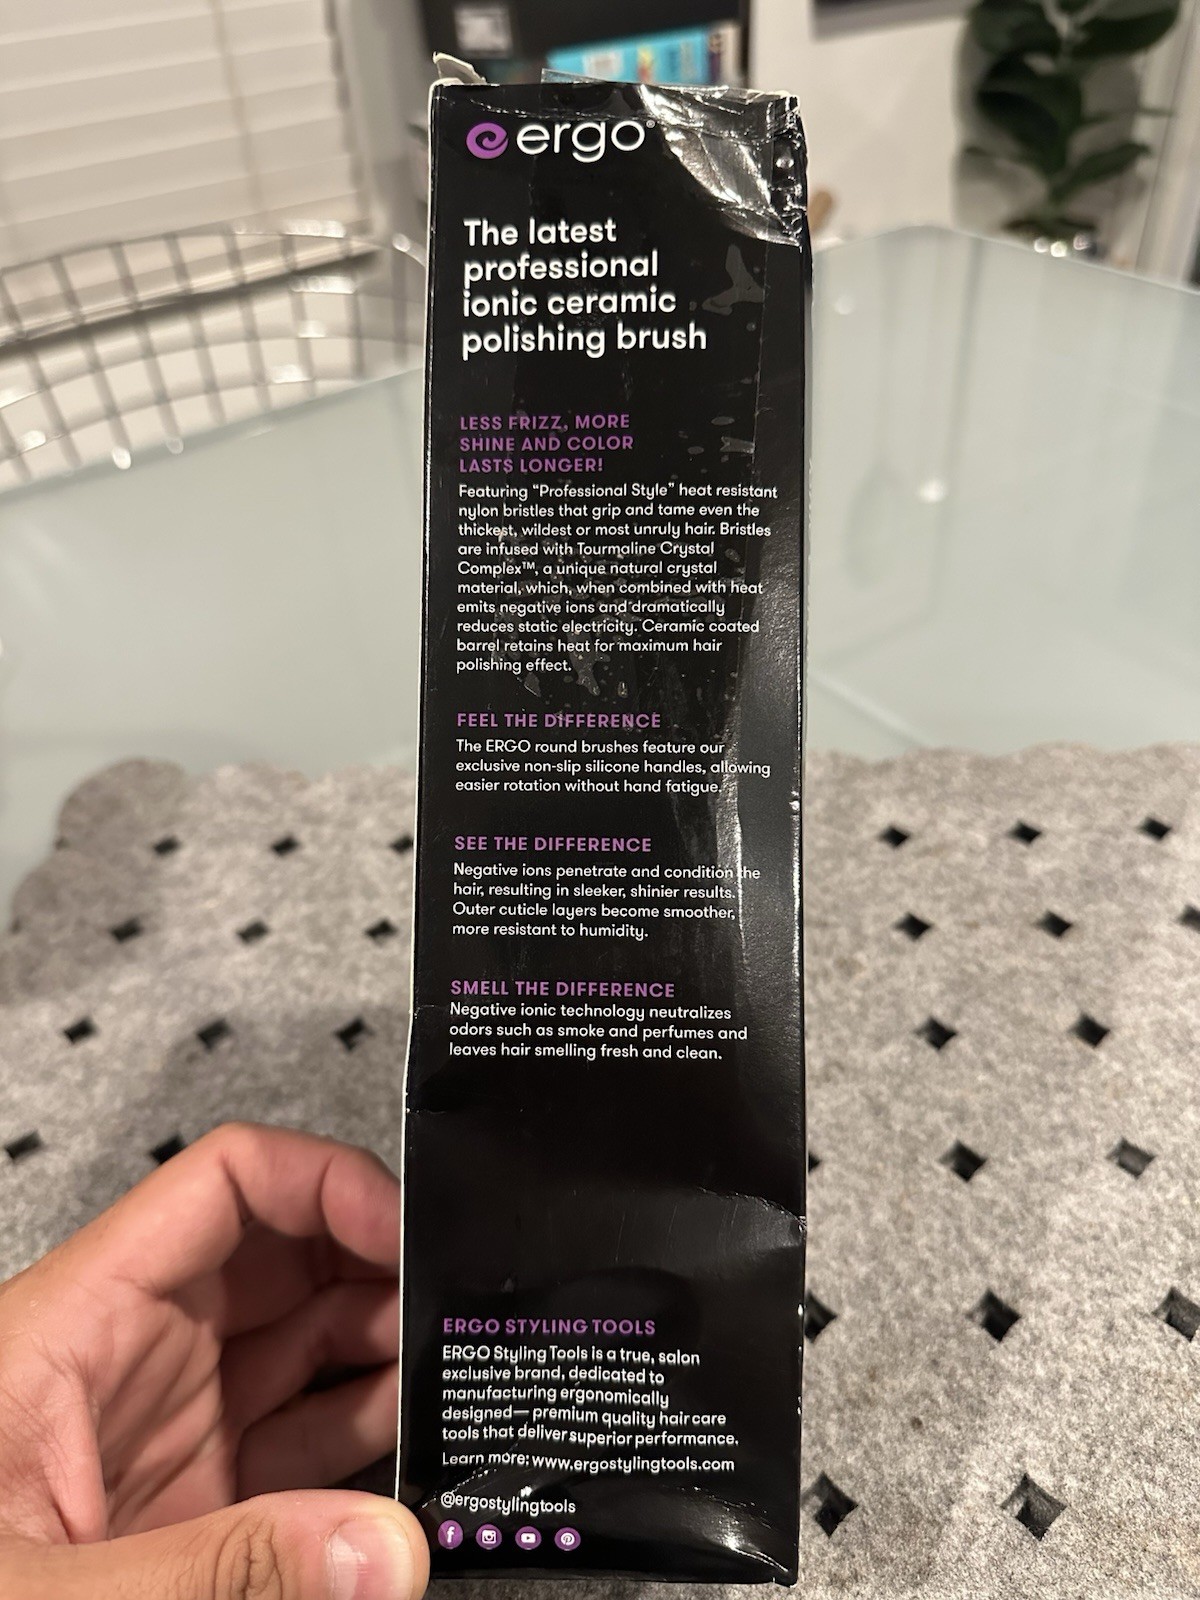 ergo®
The latest
professional
ionic ceramic
polishing brush
LESS FRIZZ, MORE
SHINE AND COLOR
LASTS LONGER!
Featuring “Professional Style” heat resistant
nylon bristles that grip and tame even the
thickest, wildest or most unruly hair. Bristles
are infused with Tourmaline Crystal
Complex™, a unique natural crystal
material, which, when combined with heat
emits negative ions and dramatically
reduces static electricity. Ceramic coated
barrel retains heat for maximum hair
polishing effect.
FEEL THE DIFFERENCE
The ERGO round brushes feature our
exclusive non-slip silicone handles, allowing
easier rotation without hand fatigue.
SEE THE DIFFERENCE
Negative ions penetrate and condition the
hair, resulting in sleeker, shinier results.
Outer cuticle layers become smoother,
more resistant to humidity.
SMELL THE DIFFERENCE
Negative ionic technology neutralizes
odors such as smoke and perfumes and
leaves hair smelling fresh and clean.
ERGO STYLING TOOLS
ERGO Styling Tools is a true, salon
exclusive brand, dedicated to
manufacturing ergonomically
designed— premium quality hair care
tools that deliver superior performance.
Learn more: www.ergostylingtools.com
@ergostylingtools